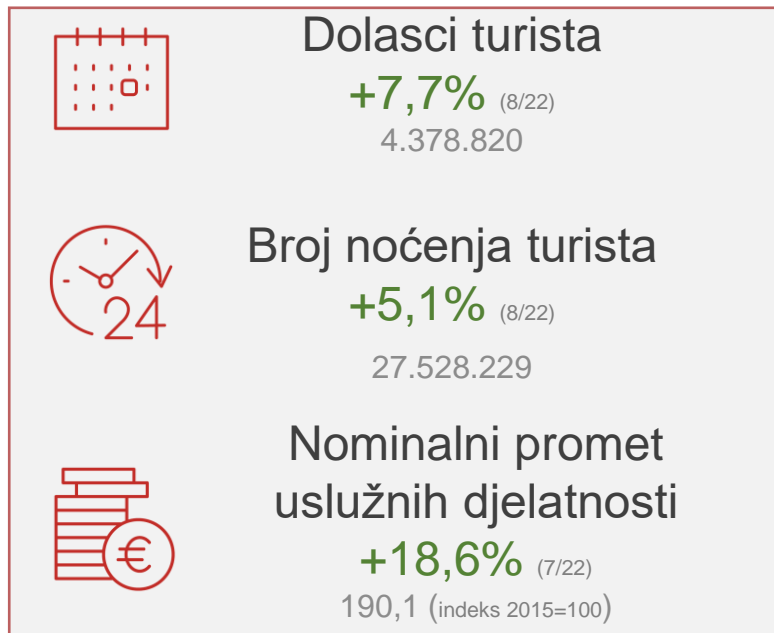 Dolasci turista
+7,7% (8/22)
4.378.820
24
Broj noćenja turista
+5,1% (8/22)
27.528.229
Nominalni promet
uslužnih djelatnosti
€
+18,6% (7/22)
190,1 (indeks 2015=100)